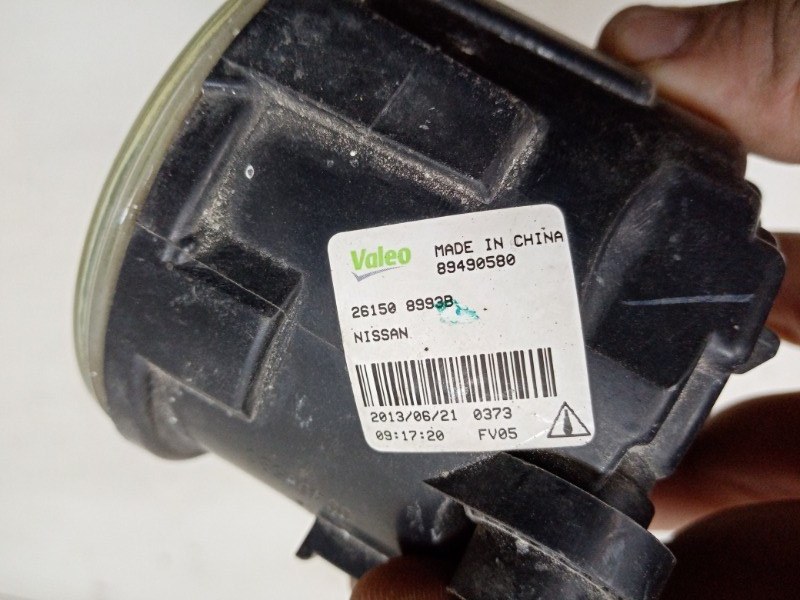 Valeo MADE IN CHINA
89490580
26150 8993B
NISSAN
2013/06/21 0373
09:17:20 FV05